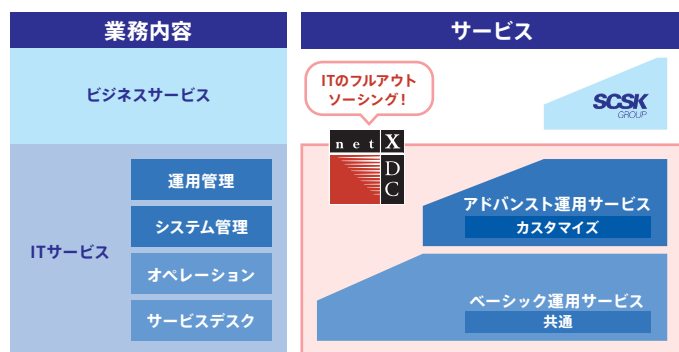 業務内容
サービス
ビジネスサービス
ITのフルアウト
ソーシング！
SCSK
GROUP
net X
DC
ITサービス
運用管理
システム管理
オペレーション
サービスデスク
アドバンスト運用サービス
カスタマイズ
ベーシック運用サービス
共通